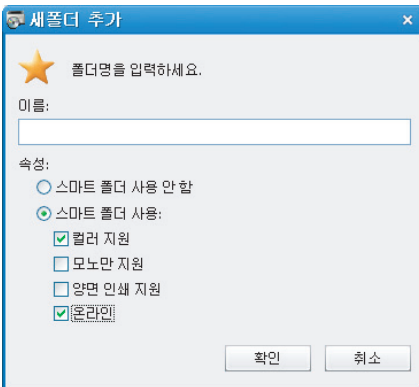 새폴더 추가
폴더명을 입력하세요.
이름:
속성:
스마트 폴더 사용 안 함
스마트 폴더 사용:
컬러 지원
모노만 지원
양면 인쇄 지원
온라인
확인 취소